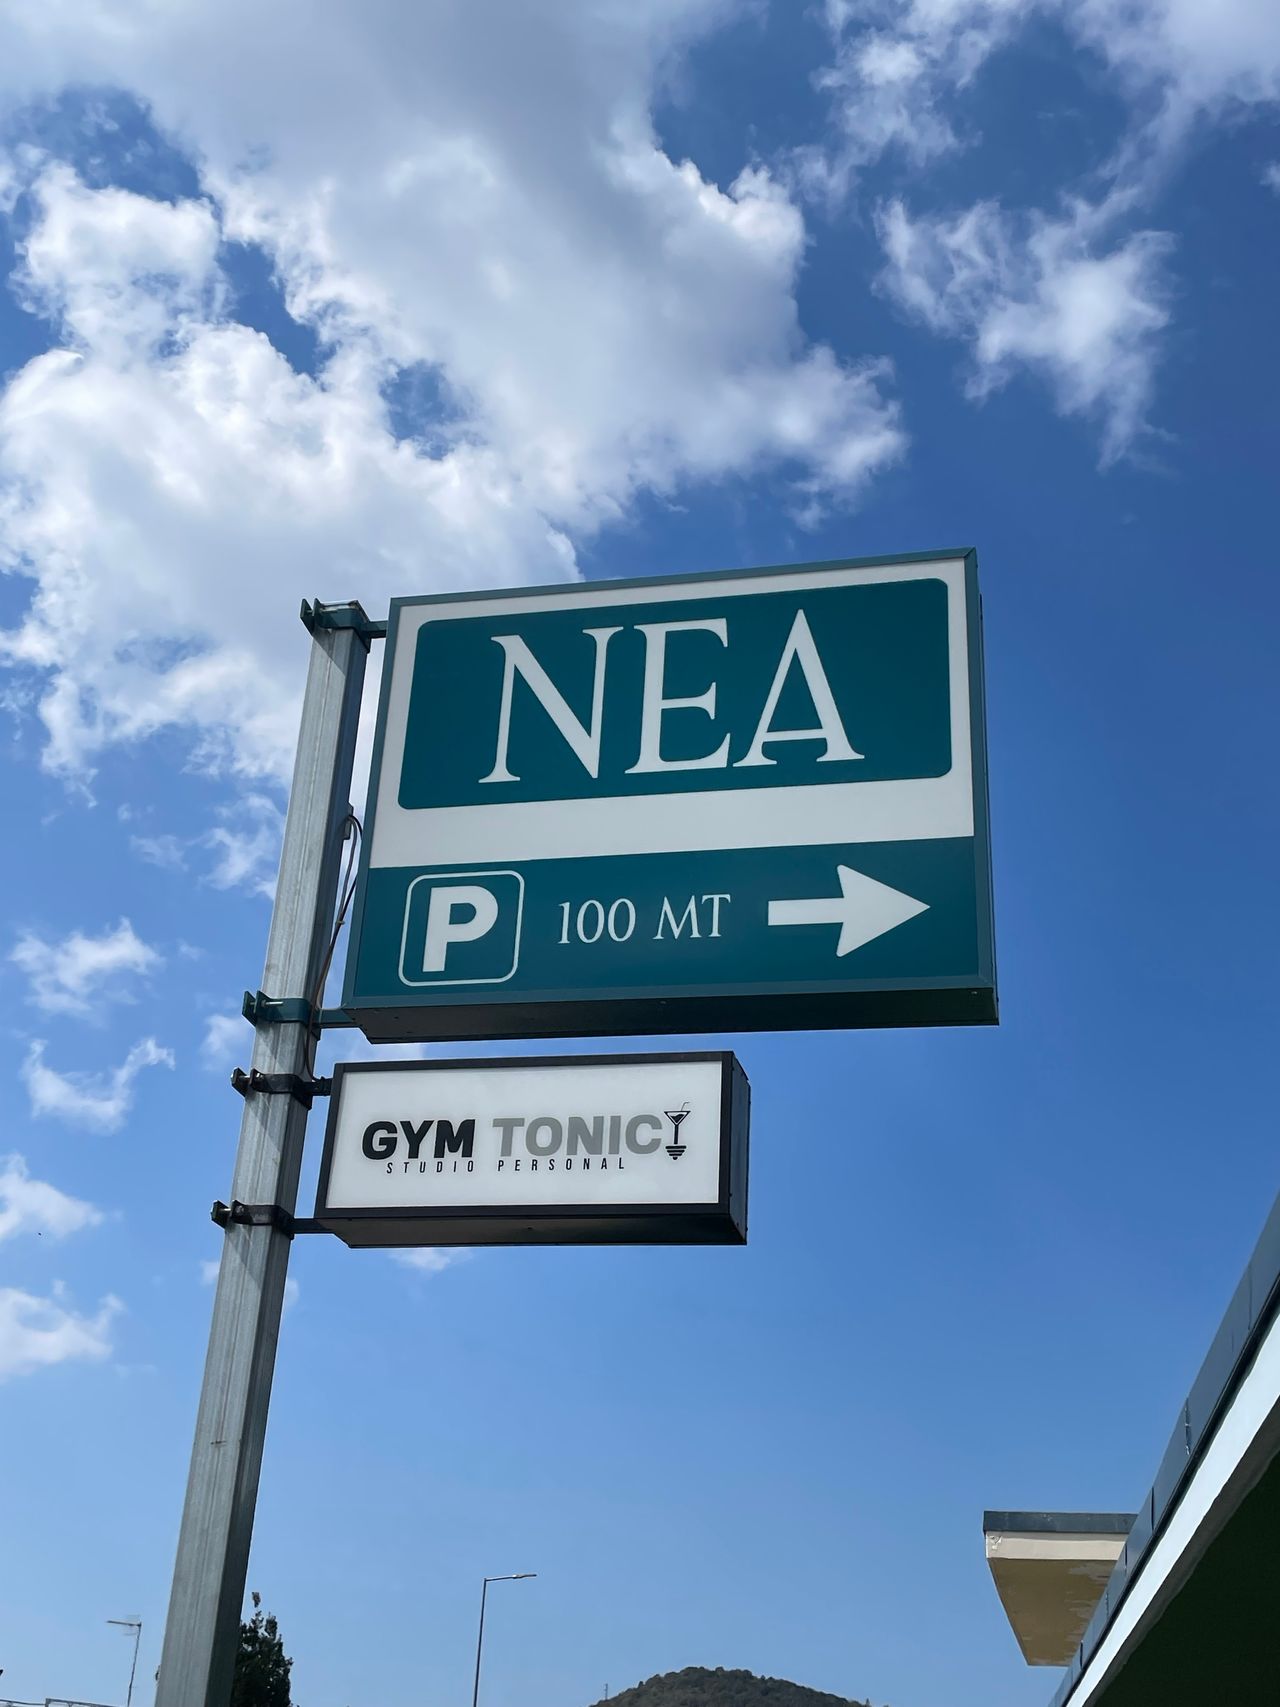 NEA
P 100 MT
GYM TONIC
STUDIO PERSONAL